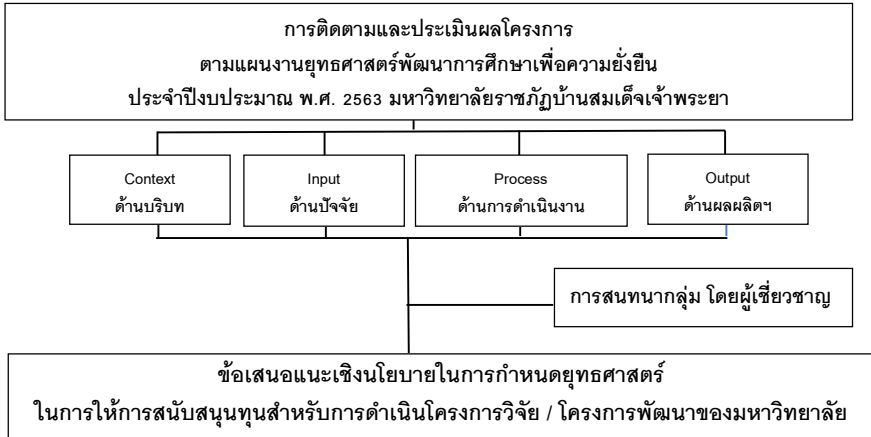 การติดตามและประเมินผลโครงการ
ตามแผนงานยุทธศาสตร์พัฒนาการศึกษาเพื่อความยั่งยืน
ประจำปีงบประมาณ พ.ศ. 2563 มหาวิทยาลัยราชภัฏบ้านสมเด็จเจ้าพระยา
Context
ด้านบริบท
Input
ด้านปัจจัย
Process
ด้านการดำเนินงาน
Output
ด้านผลผลิตฯ
การสนทนากลุ่ม โดยผู้เชี่ยวชาญ
ข้อเสนอแนะเชิงนโยบายในการกำหนดยุทธศาสตร์
ในการให้การสนับสนุนทุนสำหรับการดำเนินโครงการวิจัย / โครงการพัฒนาของมหาวิทยาลัย